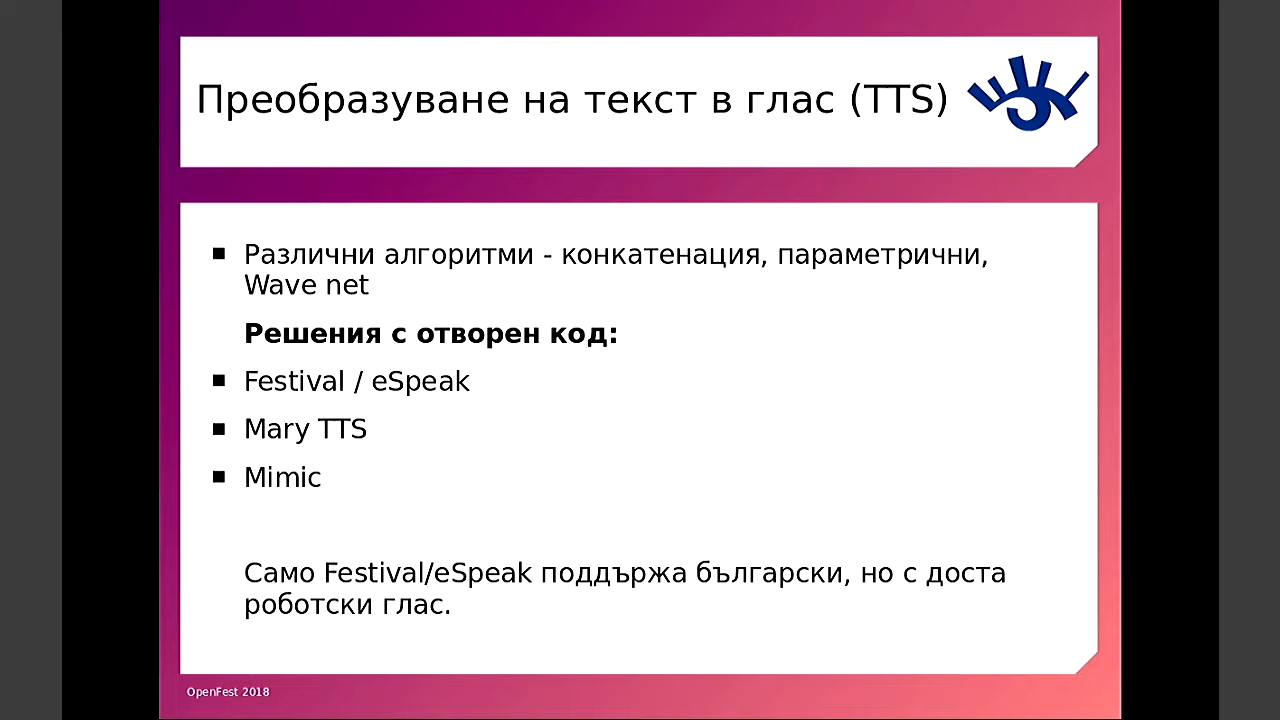 Преобразуване на текст в глас (TTS)
Различни алгоритми - конкатенация, параметрични,
Wave net
Решения с отворен код:
Festival / eSpeak
Mary TTS
Mimic
Само Festival/eSpeak поддържа български, но с доста
роботски глас.
OpenFest 2018